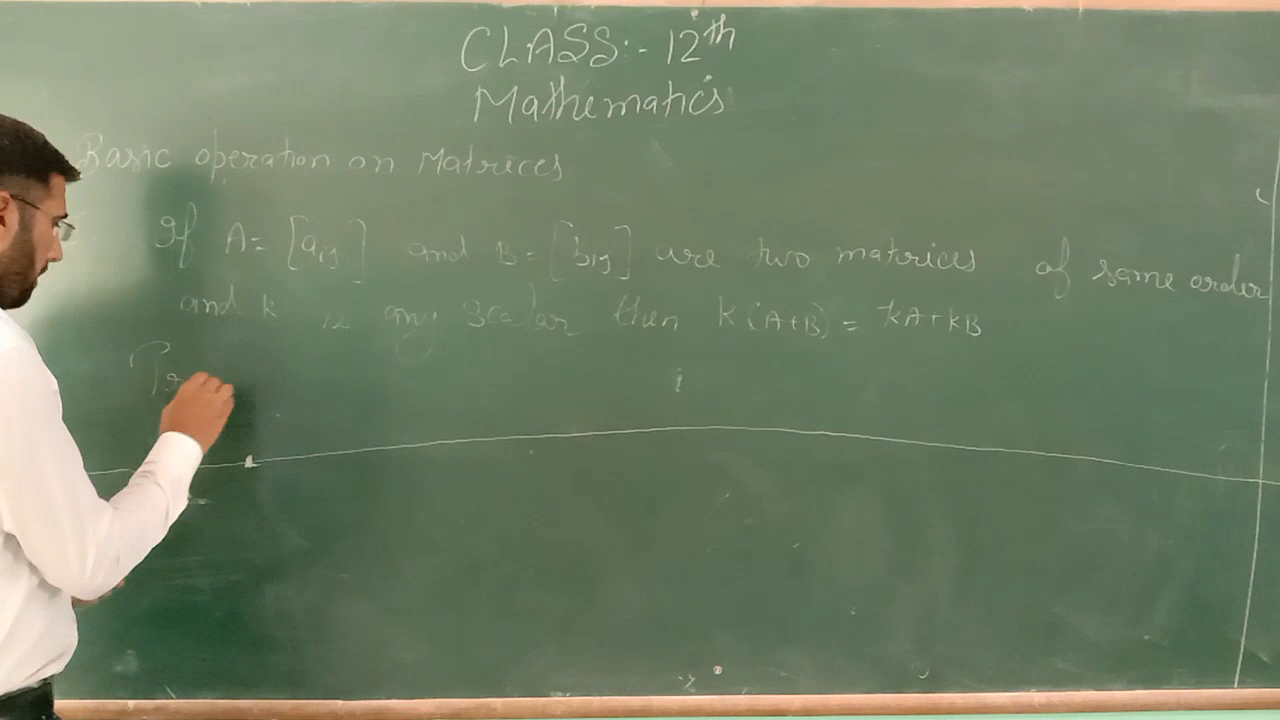 CLASS:- 12th
Mathematics
Basic operation on Matrices
If A = [aij] and B = [bij] are two matrices of same order
and k is any scalar then k(A+B) = kA+kB